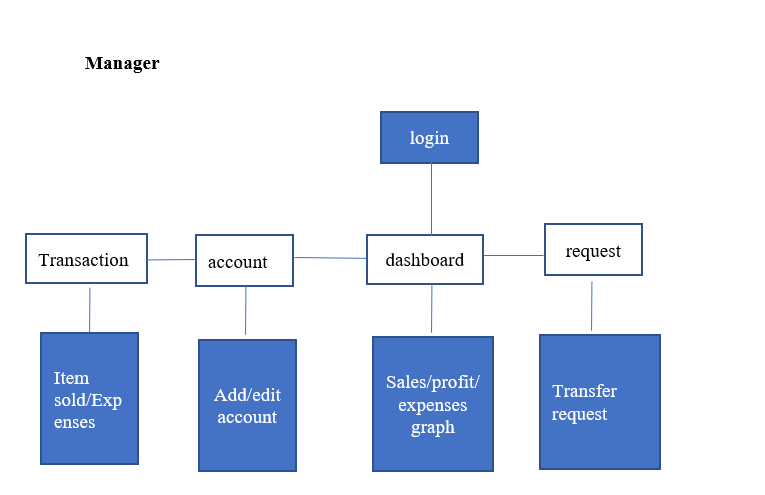 Manager
login
Transaction
account
dashboard
request
Item
sold/Exp
enses
Add/edit
account
Sales/profit/
expenses
graph
Transfer
request